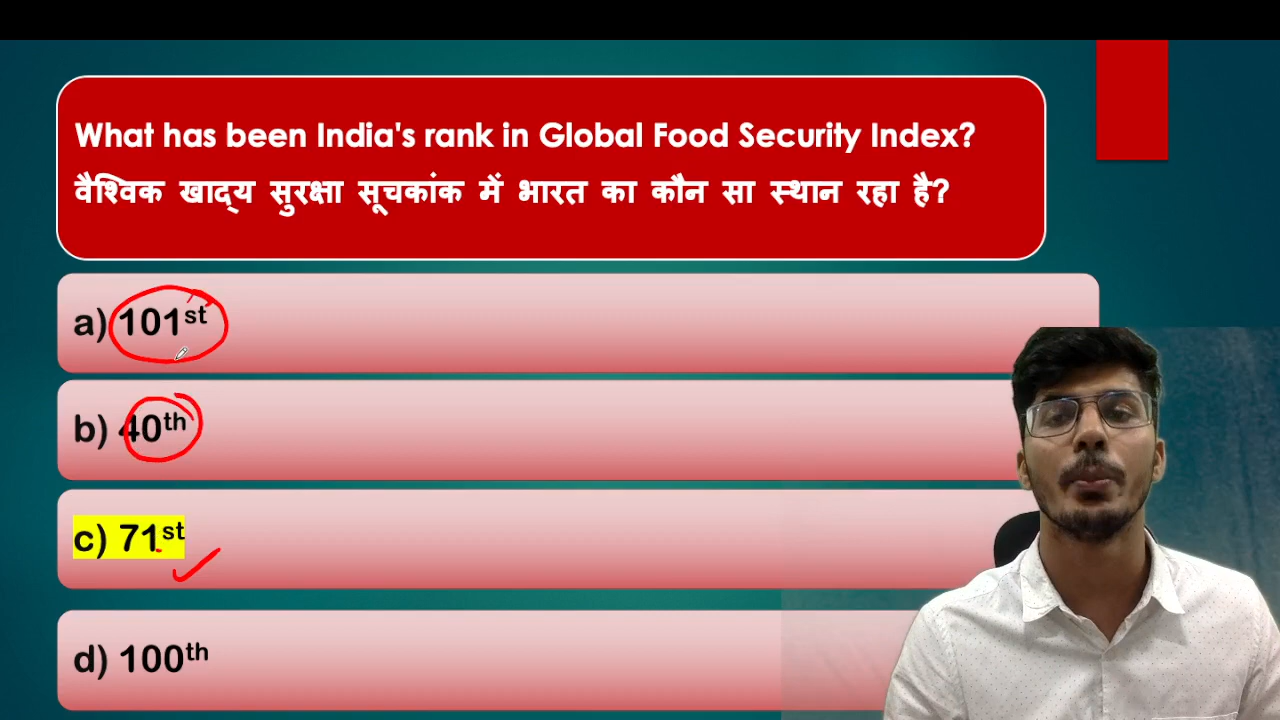 What has been India's rank in Global Food Security Index?
वैश्विक खाद्य सुरक्षा सूचकांक में भारत का कौन सा स्थान रहा है?
a) 101st
b) 40th
c) 71st
d) 100th